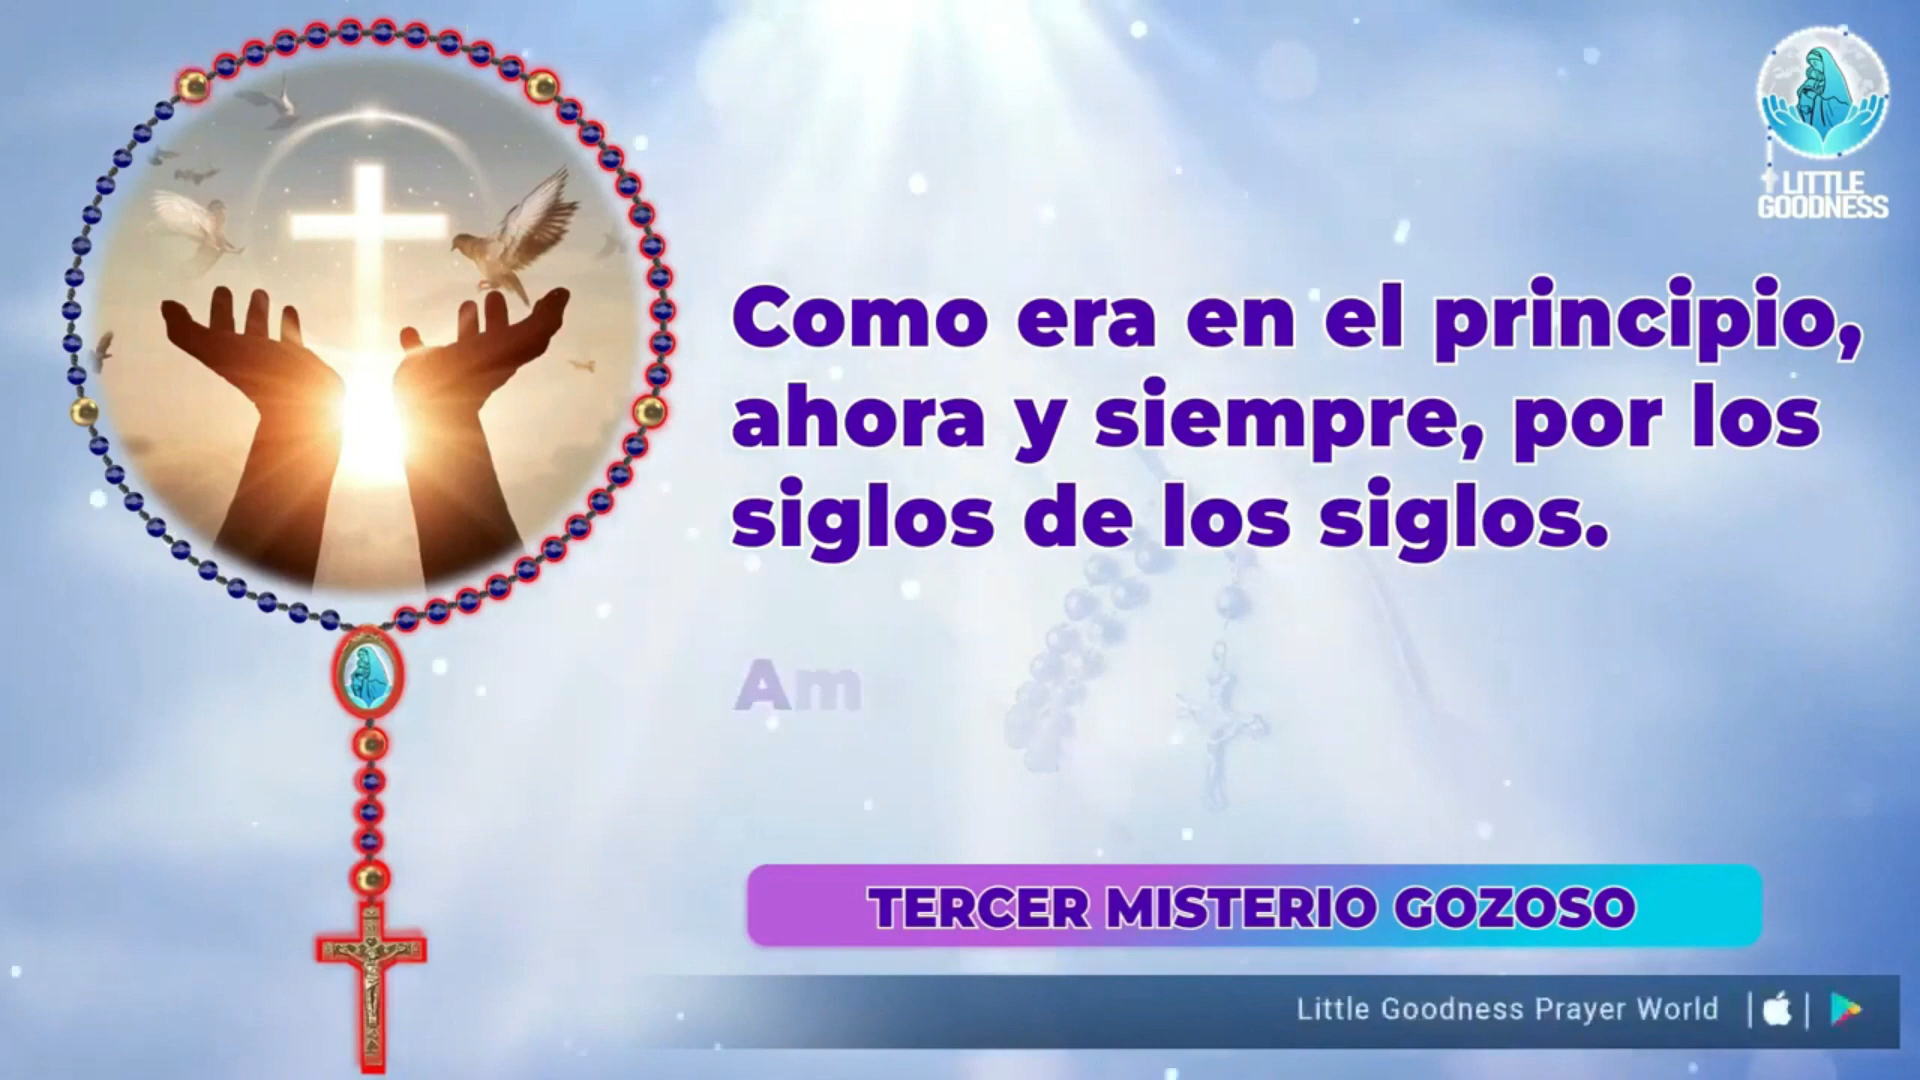 LITTLE
GOODNESS
Como era en el principio,
ahora y siempre, por los
siglos de los siglos.
Am
TERCER MISTERIO GOZOSO
Little Goodness Prayer World